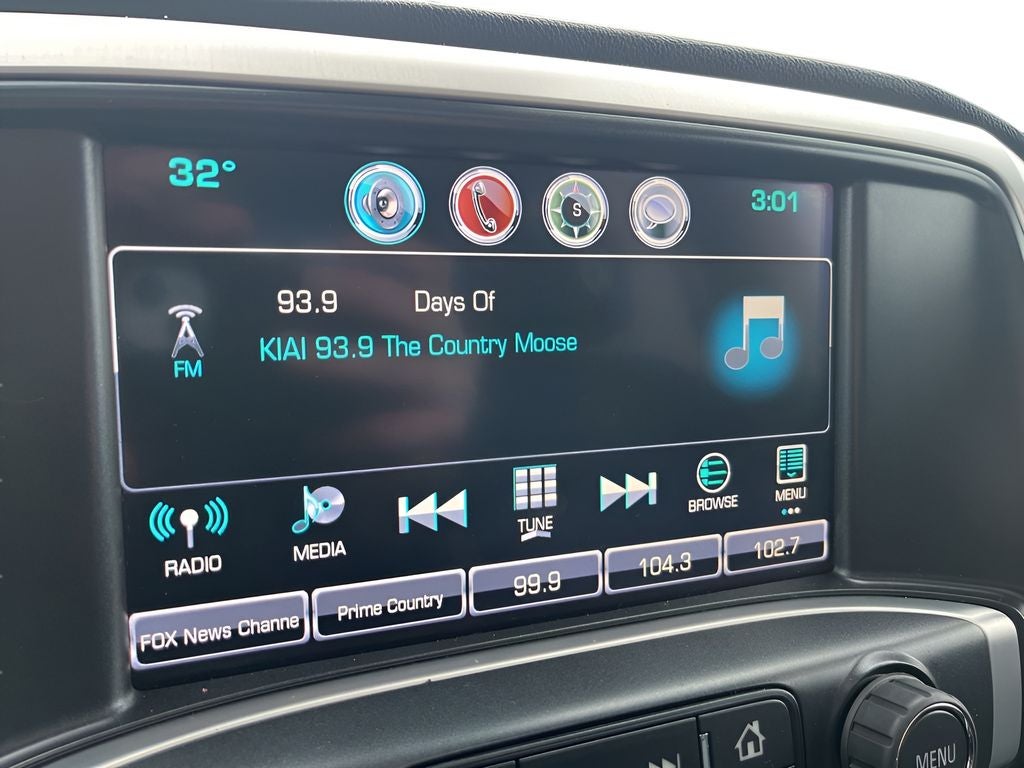 32°
S
3:01
93.9 Days Of
KIAI 93.9 The Country Moose
FM
RADIO
MEDIA
TUNE
BROWSE
MENU
FOX News Channe
Prime Country
99.9
104.3
102.7
MENU